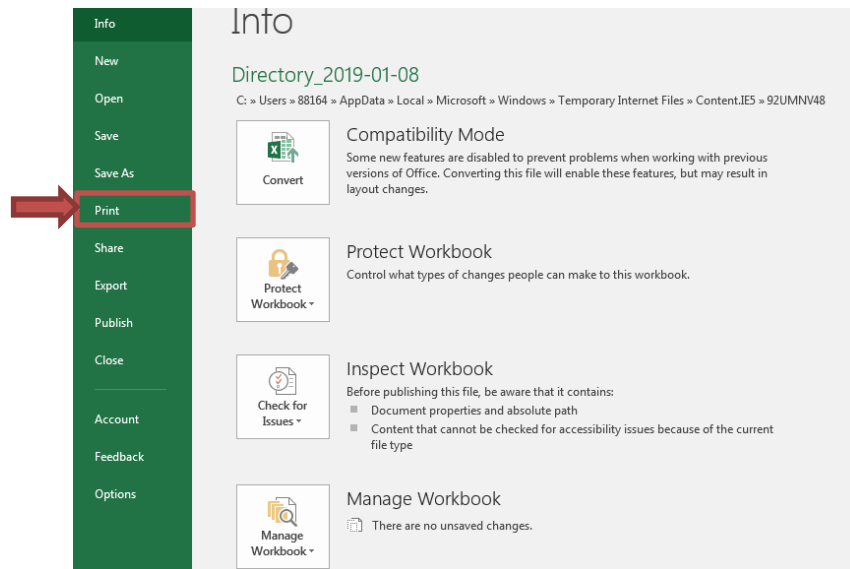 Info
New
Open
Save
Save As
Print
Share
Export
Publish
Close
Account
Feedback
Options
Info
Directory_2019-01-08
C: » Users » 88164 » AppData » Local » Microsoft » Windows » Temporary Internet Files » Content.IE5 » 92UMNV48
Convert
Compatibility Mode
Some new features are disabled to prevent problems when working with previous
versions of Office. Converting this file will enable these features, but may result in
layout changes.
Protect
Workbook
Protect Workbook
Control what types of changes people can make to this workbook.
Check for
Issues
Inspect Workbook
Before publishing this file, be aware that it contains:
Document properties and absolute path
Content that cannot be checked for accessibility issues because of the current
file type
Manage
Workbook
Manage Workbook
There are no unsaved changes.